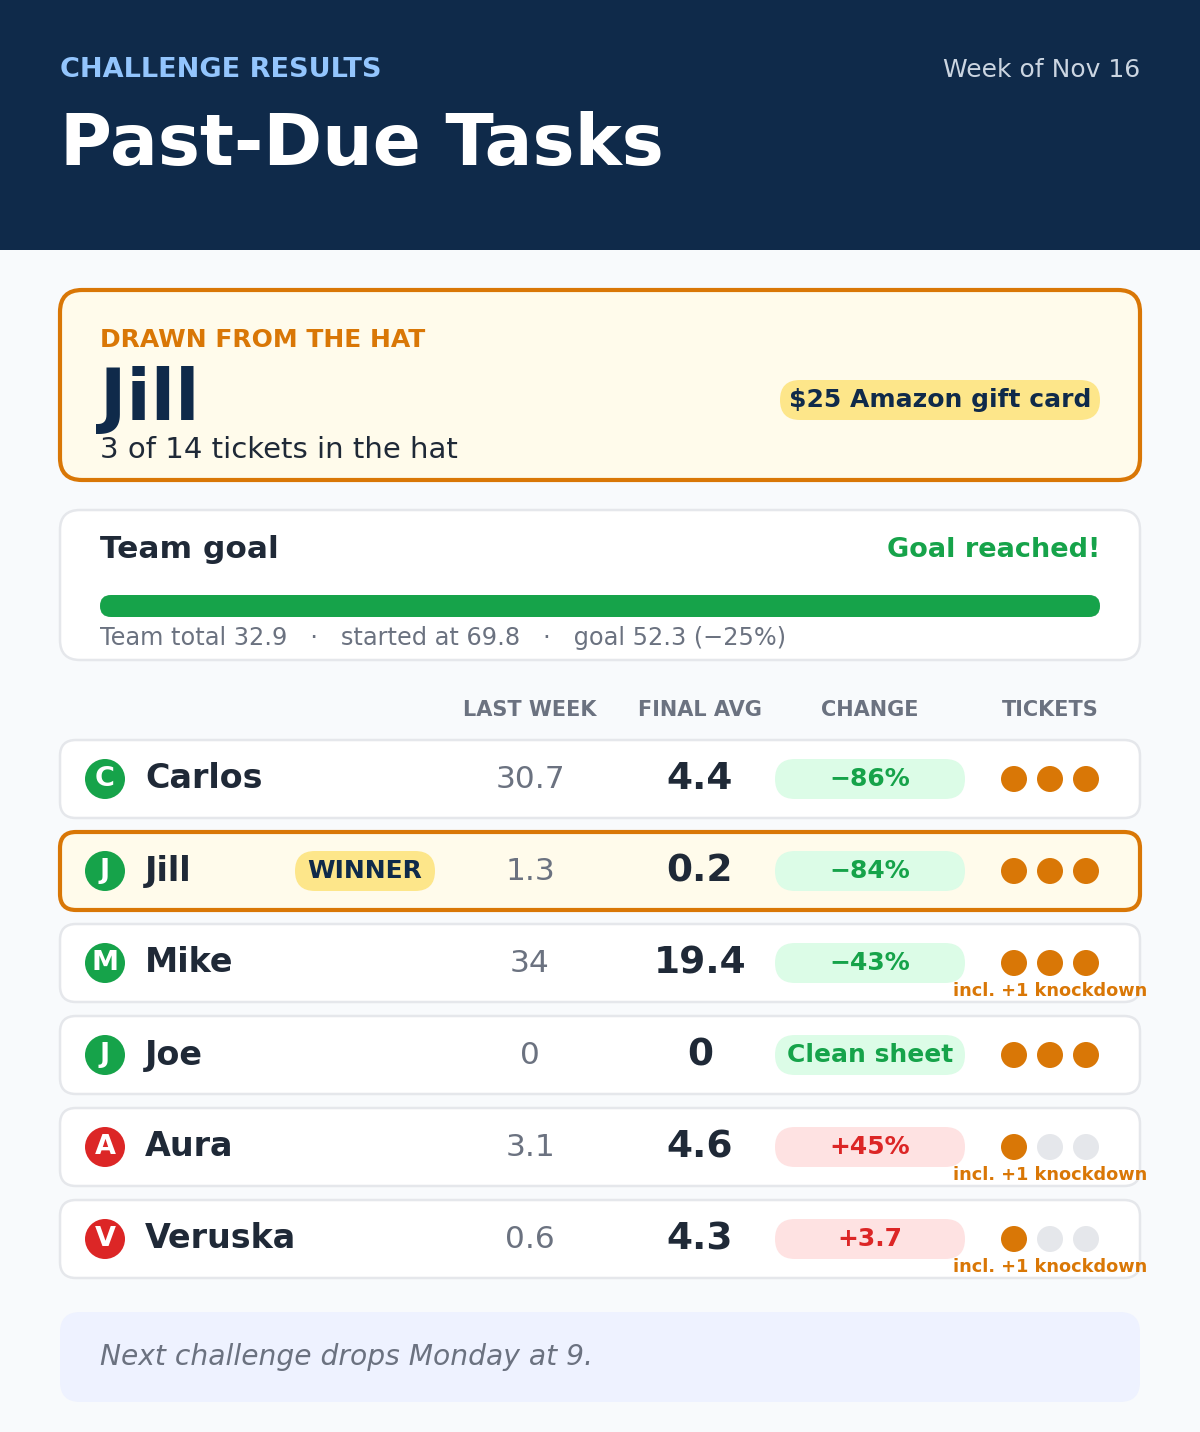 CHALLENGE RESULTS Week of Nov 16
Past-Due Tasks
DRAWN FROM THE HAT
Jill
$25 Amazon gift card
3 of 14 tickets in the hat
Team goal Goal reached!
Team total 32.9 · started at 69.8 · goal 52.3 (−25%)
LAST WEEK FINAL AVG CHANGE TICKETS
C Carlos 30.7 4.4 −86%
J Jill WINNER 1.3 0.2 −84%
M Mike 34 19.4 −43%
incl. +1 knockdown
J Joe 0 0 Clean sheet
A Aura 3.1 4.6 +45%
incl. +1 knockdown
V Veruska 0.6 4.3 +3.7
incl. +1 knockdown
Next challenge drops Monday at 9.